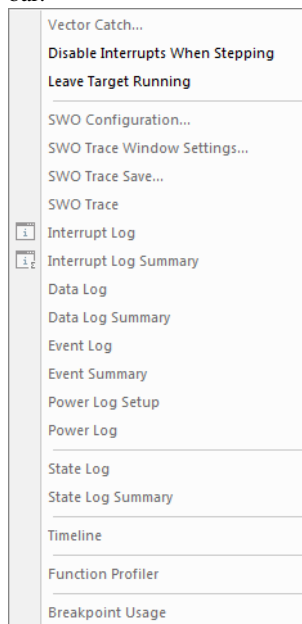 Vector Catch...
Disable Interrupts When Stepping
Leave Target Running
SWO Configuration...
SWO Trace Window Settings...
SWO Trace Save...
SWO Trace
Interrupt Log
Interrupt Log Summary
Data Log
Data Log Summary
Event Log
Event Summary
Power Log Setup
Power Log
State Log
State Log Summary
Timeline
Function Profiler
Breakpoint Usage